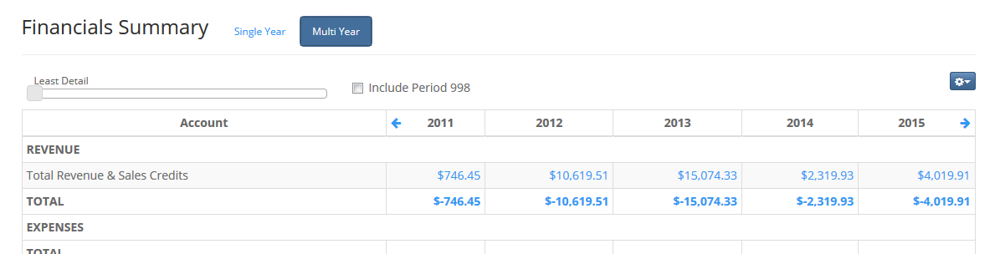 Financials Summary Single Year Multi Year
Least Detail
Include Period 998
Account 2011 2012 2013 2014 2015
REVENUE
Total Revenue & Sales Credits $746.45 $10,619.51 $15,074.33 $2,319.93 $4,019.91
TOTAL $-746.45 $-10,619.51 $-15,074.33 $-2,319.93 $-4,019.91
EXPENSES
TOTAL